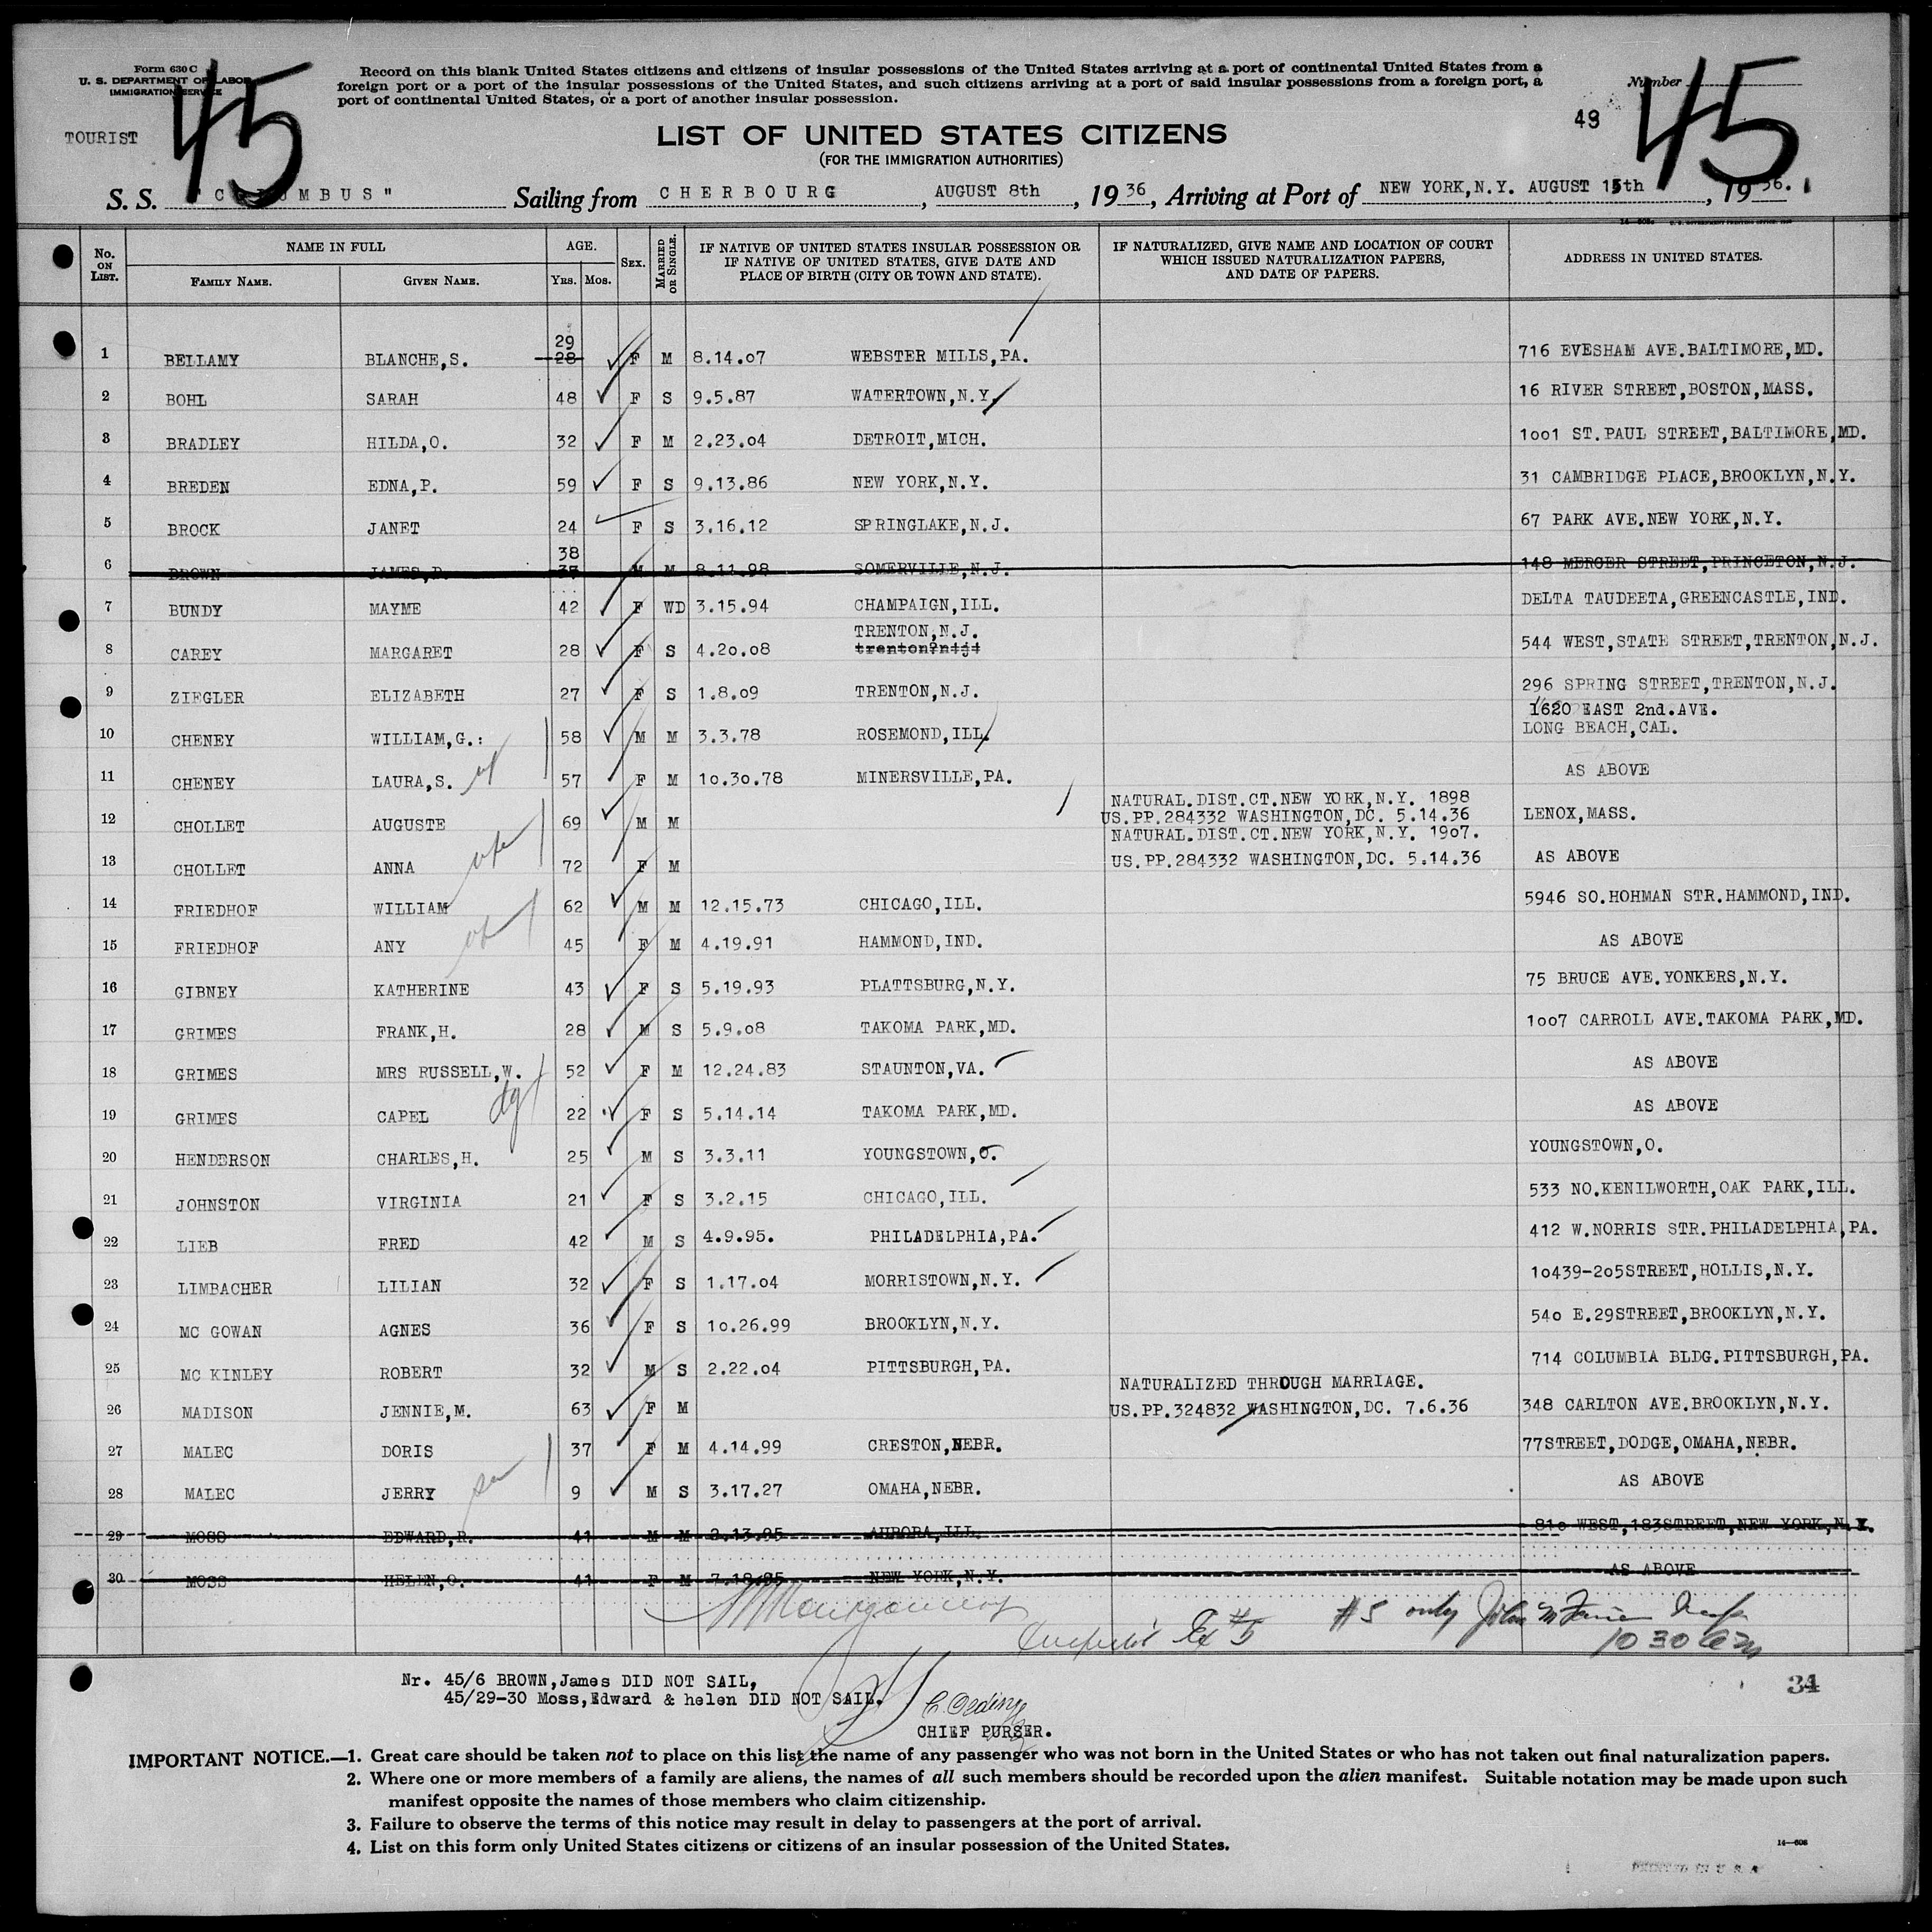 Form 630 C
U. S. DEPARTMENT OF LABOR
IMMIGRATION SERVICE
TOURIST
45
Record on this blank United States citizens and citizens of insular possessions of the United States arriving at a port of continental United States from a
foreign port or a port of the insular possessions of the United States, and such citizens arriving at a port of said insular possessions from a foreign port, a
port of continental United States, or a port of another insular possession.
Number
49
45
LIST OF UNITED STATES CITIZENS
(FOR THE IMMIGRATION AUTHORITIES)
S. S. "COLUMBUS" Sailing from CHERBOURG, AUGUST 8th, 1936, Arriving at Port of NEW YORK,N.Y. AUGUST 15th, 1936.
No. ON LIST. NAME IN FULL FAMILY NAME. GIVEN NAME. AGE. YRS. MOS. SEX. MARRIED OR SINGLE. IF NATIVE OF UNITED STATES INSULAR POSSESSION OR IF NATIVE OF UNITED STATES, GIVE DATE AND PLACE OF BIRTH (CITY OR TOWN AND STATE). IF NATURALIZED, GIVE NAME AND LOCATION OF COURT WHICH ISSUED NATURALIZATION PAPERS, AND DATE OF PAPERS. ADDRESS IN UNITED STATES.
1 BELLAMY BLANCHE,S. 29 28 F M 8.14.07 WEBSTER MILLS,PA. 716 EVESHAM AVE.BALTIMORE,MD.
2 BOHL SARAH 48 F S 9.5.87 WATERTOWN,N.Y. 16 RIVER STREET,BOSTON,MASS.
3 BRADLEY HILDA,O. 32 F M 2.23.04 DETROIT,MICH. 1001 ST.PAUL STREET,BALTIMORE,MD.
4 BREDEN EDNA,P. 59 F S 9.13.86 NEW YORK,N.Y. 31 CAMBRIDGE PLACE,BROOKLYN,N.Y.
5 BROCK JANET 24 F S 3.16.12 SPRINGLAKE,N.J. 67 PARK AVE.NEW YORK,N.Y.
6 BROWN JAMES,D. 38 37 M M 8.11.98 SOMERVILLE,N.J. 148 MERCER STREET,PRINCETON,N.J.
7 BUNDY MAYME 42 F WD 3.15.94 CHAMPAIGN,ILL. DELTA TAUDEETA,GREENCASTLE,IND.
TRENTON,N.J.
8 CAREY MARGARET 28 F S 4.20.08 trenton?n4j4 544 WEST,STATE STREET,TRENTON,N.J.
9 ZIEGLER ELIZABETH 27 F S 1.8.09 TRENTON,N.J. 296 SPRING STREET,TRENTON,N.J.
1620 EAST 2nd.AVE.
10 CHENEY WILLIAM,G.: 58 M M 3.3.78 ROSEMOND,ILL. LONG BEACH,CAL.
11 CHENEY LAURA,S. 57 F M 10.30.78 MINERSVILLE,PA. AS ABOVE
NATURAL.DIST.CT.NEW YORK,N.Y. 1898
12 CHOLLET AUGUSTE 69 M M US.PP.284332 WASHINGTON,DC. 5.14.36 LENOX,MASS.
NATURAL.DIST.CT.NEW YORK,N.Y. 1907.
13 CHOLLET ANNA 72 F M US.PP.284332 WASHINGTON,DC. 5.14.36 AS ABOVE
14 FRIEDHOF WILLIAM 62 M M 12.15.73 CHICAGO,ILL. 5946 SO.HOHMAN STR.HAMMOND,IND.
15 FRIEDHOF ANY 45 F M 4.19.91 HAMMOND,IND. AS ABOVE
16 GIBNEY KATHERINE 43 F S 5.19.93 PLATTSBURG,N.Y. 75 BRUCE AVE.YONKERS,N.Y.
17 GRIMES FRANK,H. 28 M S 5.9.08 TAKOMA PARK,MD. 1007 CARROLL AVE.TAKOMA PARK,MD.
18 GRIMES MRS RUSSELL,W. 52 F M 12.24.83 STAUNTON,VA. AS ABOVE
19 GRIMES CAPEL dg 22 F S 5.14.14 TAKOMA PARK,MD. AS ABOVE
20 HENDERSON CHARLES,H. 25 M S 3.3.11 YOUNGSTOWN,O. YOUNGSTOWN,O.
21 JOHNSTON VIRGINIA 21 F S 3.2.15 CHICAGO,ILL. 533 NO.KENILWORTH,OAK PARK,ILL.
22 LIEB FRED 42 M S 4.9.95. PHILADELPHIA,PA. 412 W.NORRIS STR.PHILADELPHIA,PA.
23 LIMBACHER LILIAN 32 F S 1.17.04 MORRISTOWN,N.Y. 10439-205STREET,HOLLIS,N.Y.
24 MC GOWAN AGNES 36 F S 10.26.99 BROOKLYN,N.Y. 540 E.29STREET,BROOKLYN,N.Y.
25 MC KINLEY ROBERT 32 M S 2.22.04 PITTSBURGH,PA. 714 COLUMBIA BLDG.PITTSBURGH,PA.
NATURALIZED THROUGH MARRIAGE.
26 MADISON JENNIE,M. 63 F M US.PP.324832 WASHINGTON,DC. 7.6.36 348 CARLTON AVE.BROOKLYN,N.Y.
27 MALEC DORIS 37 F M 4.14.99 CRESTON,NEBR. 77STREET,DODGE,OMAHA,NEBR.
28 MALEC JERRY 9 M S 3.17.27 OMAHA,NEBR. AS ABOVE
29 MOSS EDWARD,R. 41 M M 2.13.95 AURORA,ILL. 810 WEST,183STREET,NEW YORK,N.Y.
30 MOSS HELEN,O. 41 F M 7.18.95 NEW YORK,N.Y. AS ABOVE
#5 only John
10 30 am
Nr. 45/6 BROWN,James DID NOT SAIL,
45/29-30 Moss,Edward & helen DID NOT SAIL.
34
CHIEF PURSER.
IMPORTANT NOTICE.—1. Great care should be taken not to place on this list the name of any passenger who was not born in the United States or who has not taken out final naturalization papers.
2. Where one or more members of a family are aliens, the names of all such members should be recorded upon the alien manifest. Suitable notation may be made upon such
manifest opposite the names of those members who claim citizenship.
3. Failure to observe the terms of this notice may result in delay to passengers at the port of arrival.
4. List on this form only United States citizens or citizens of an insular possession of the United States.